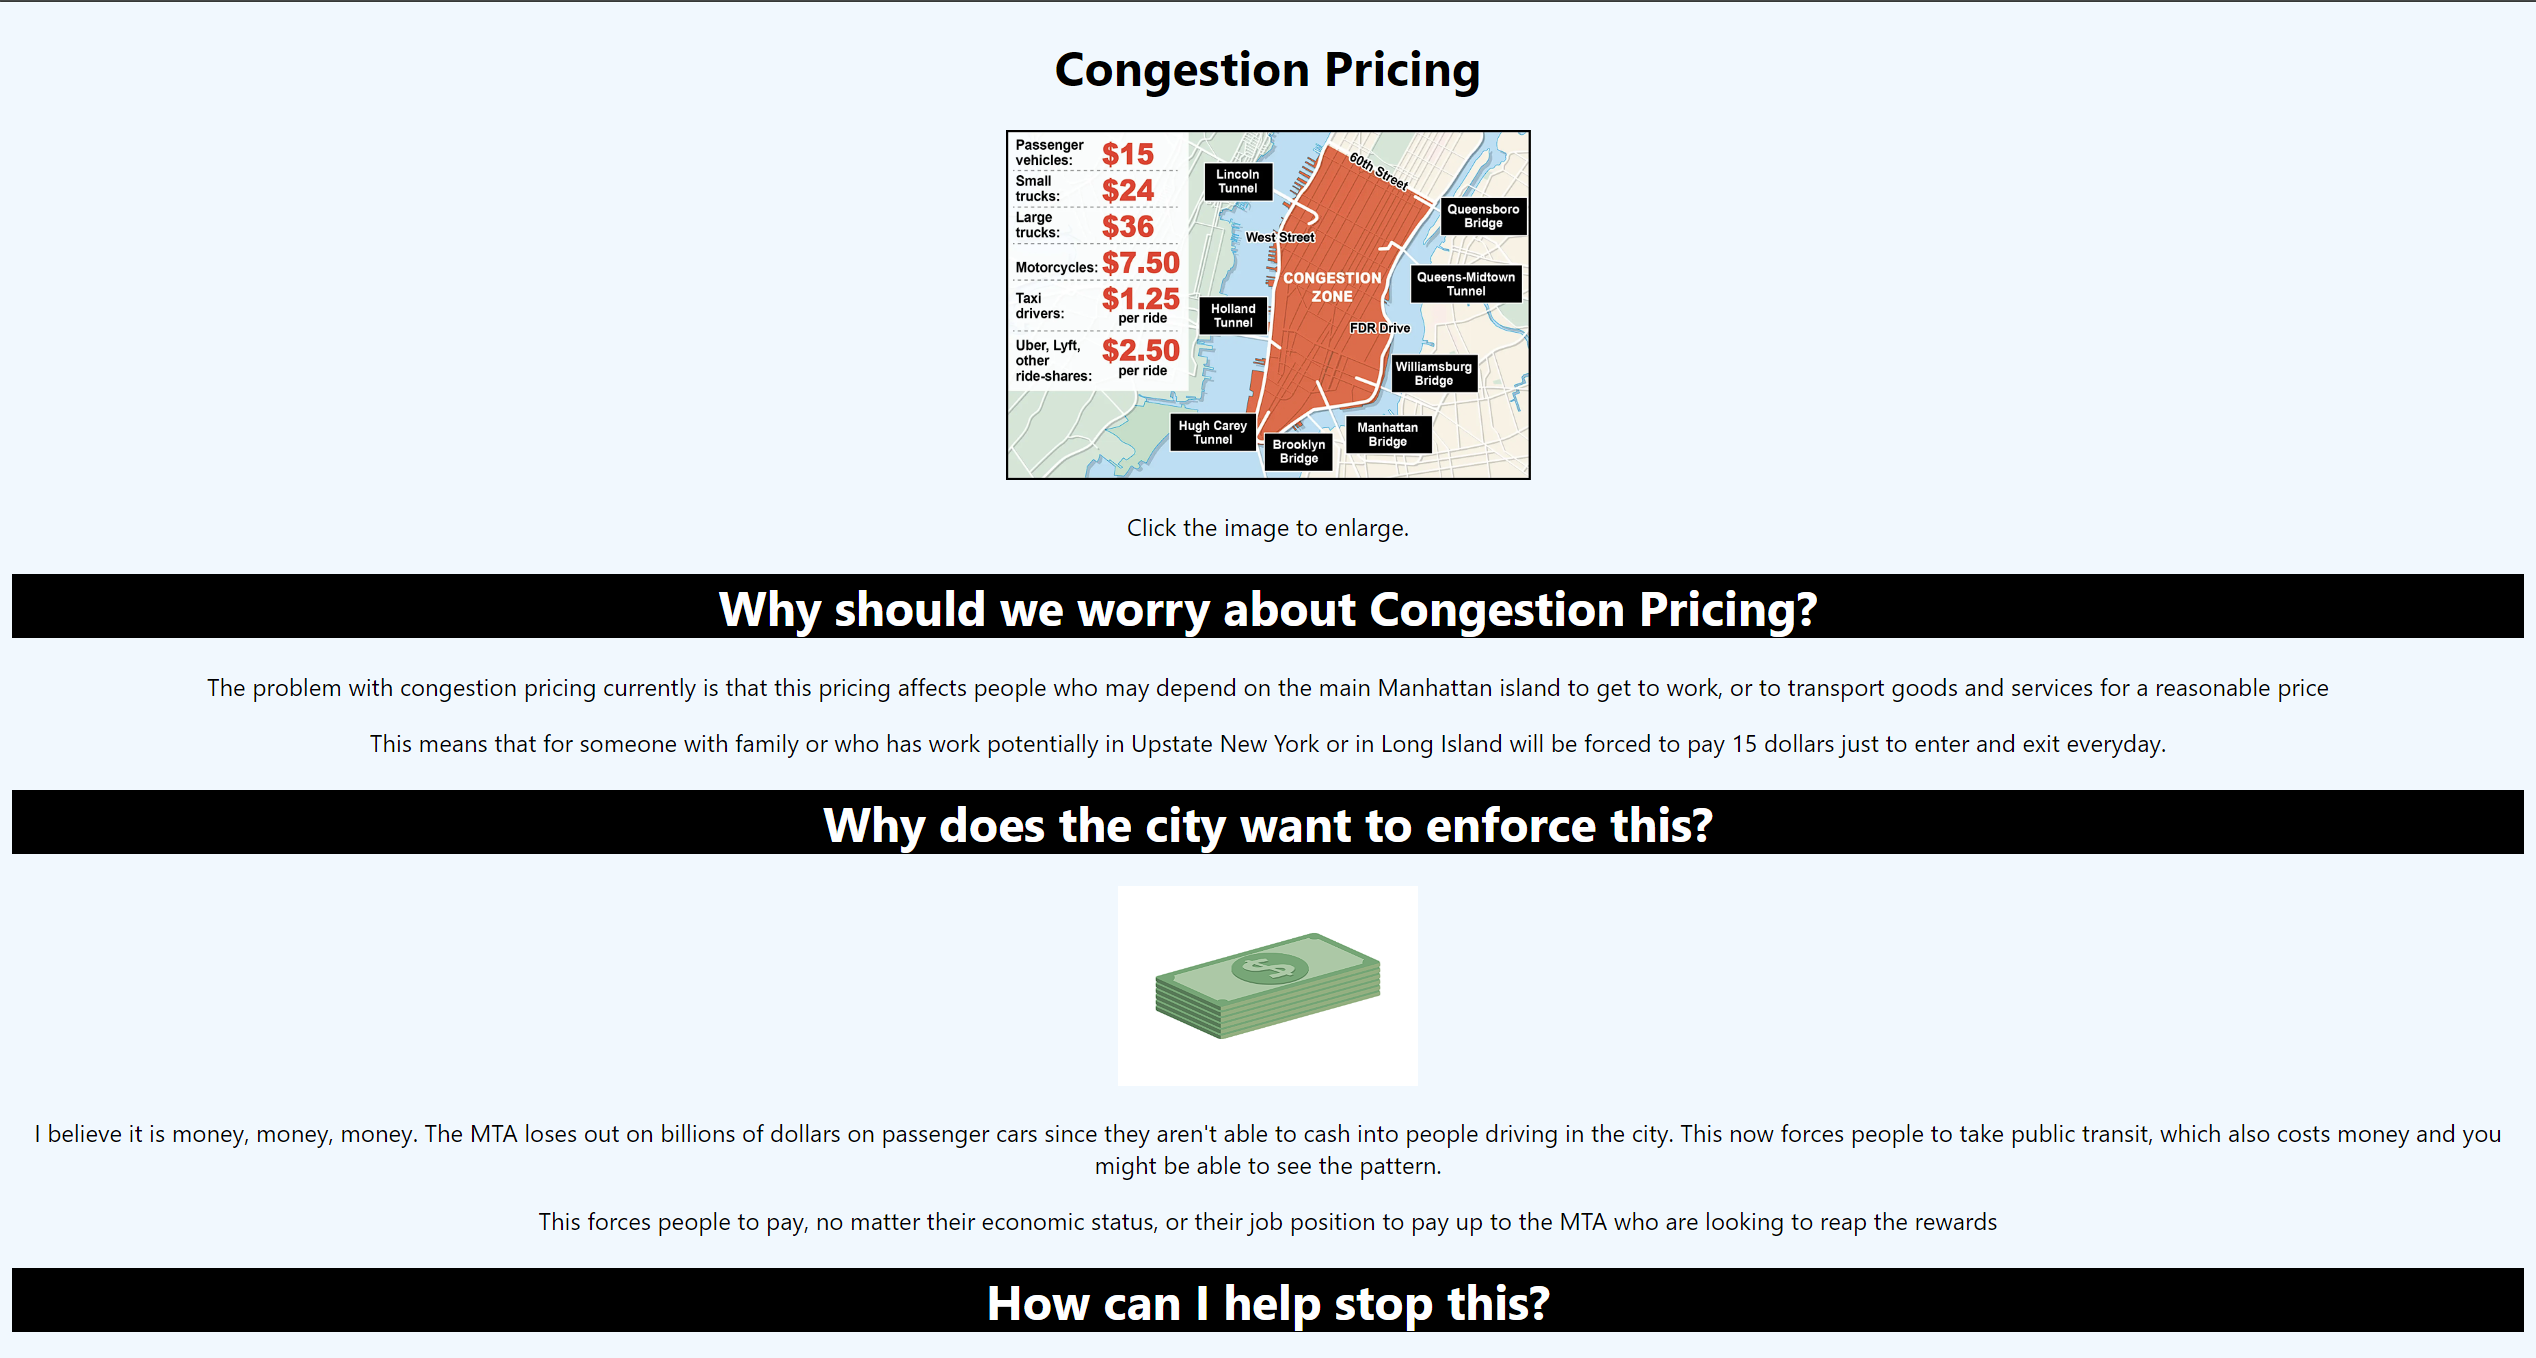 Congestion Pricing
Passenger
vehicles: $15
Small
trucks: $24
Large
trucks: $36
Motorcycles: $7.50
Taxi
drivers: $1.25
per ride
Uber, Lyft,
other
ride-shares: $2.50
per ride
60th Street
Lincoln
Tunnel
Queensboro
Bridge
West Street
CONGESTION
ZONE
Queens-Midtown
Tunnel
Holland
Tunnel
FDR Drive
Williamsburg
Bridge
Hugh Carey
Tunnel
Brooklyn
Bridge
Manhattan
Bridge
Click the image to enlarge.
Why should we worry about Congestion Pricing?
The problem with congestion pricing currently is that this pricing affects people who may depend on the main Manhattan island to get to work, or to transport goods and services for a reasonable price
This means that for someone with family or who has work potentially in Upstate New York or in Long Island will be forced to pay 15 dollars just to enter and exit everyday.
Why does the city want to enforce this?
$
I believe it is money, money, money. The MTA loses out on billions of dollars on passenger cars since they aren't able to cash into people driving in the city. This now forces people to take public transit, which also costs money and you
might be able to see the pattern.
This forces people to pay, no matter their economic status, or their job position to pay up to the MTA who are looking to reap the rewards
How can I help stop this?